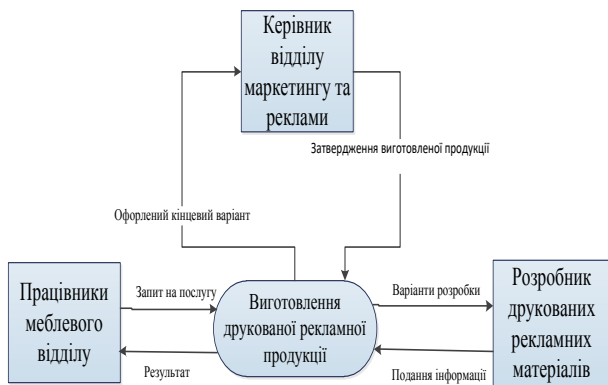 Керівник
відділу
маркетингу та
реклами
Затвердження виготовленої продукції
Офорлений кінцевий варіант
Працівники
меблевого
відділу
Запит на послугу
Результат
Виготовлення
друкованої рекламної
продукції
Варіанти розробки
Подання інформації
Розробник
друкованих
рекламних
матеріалів